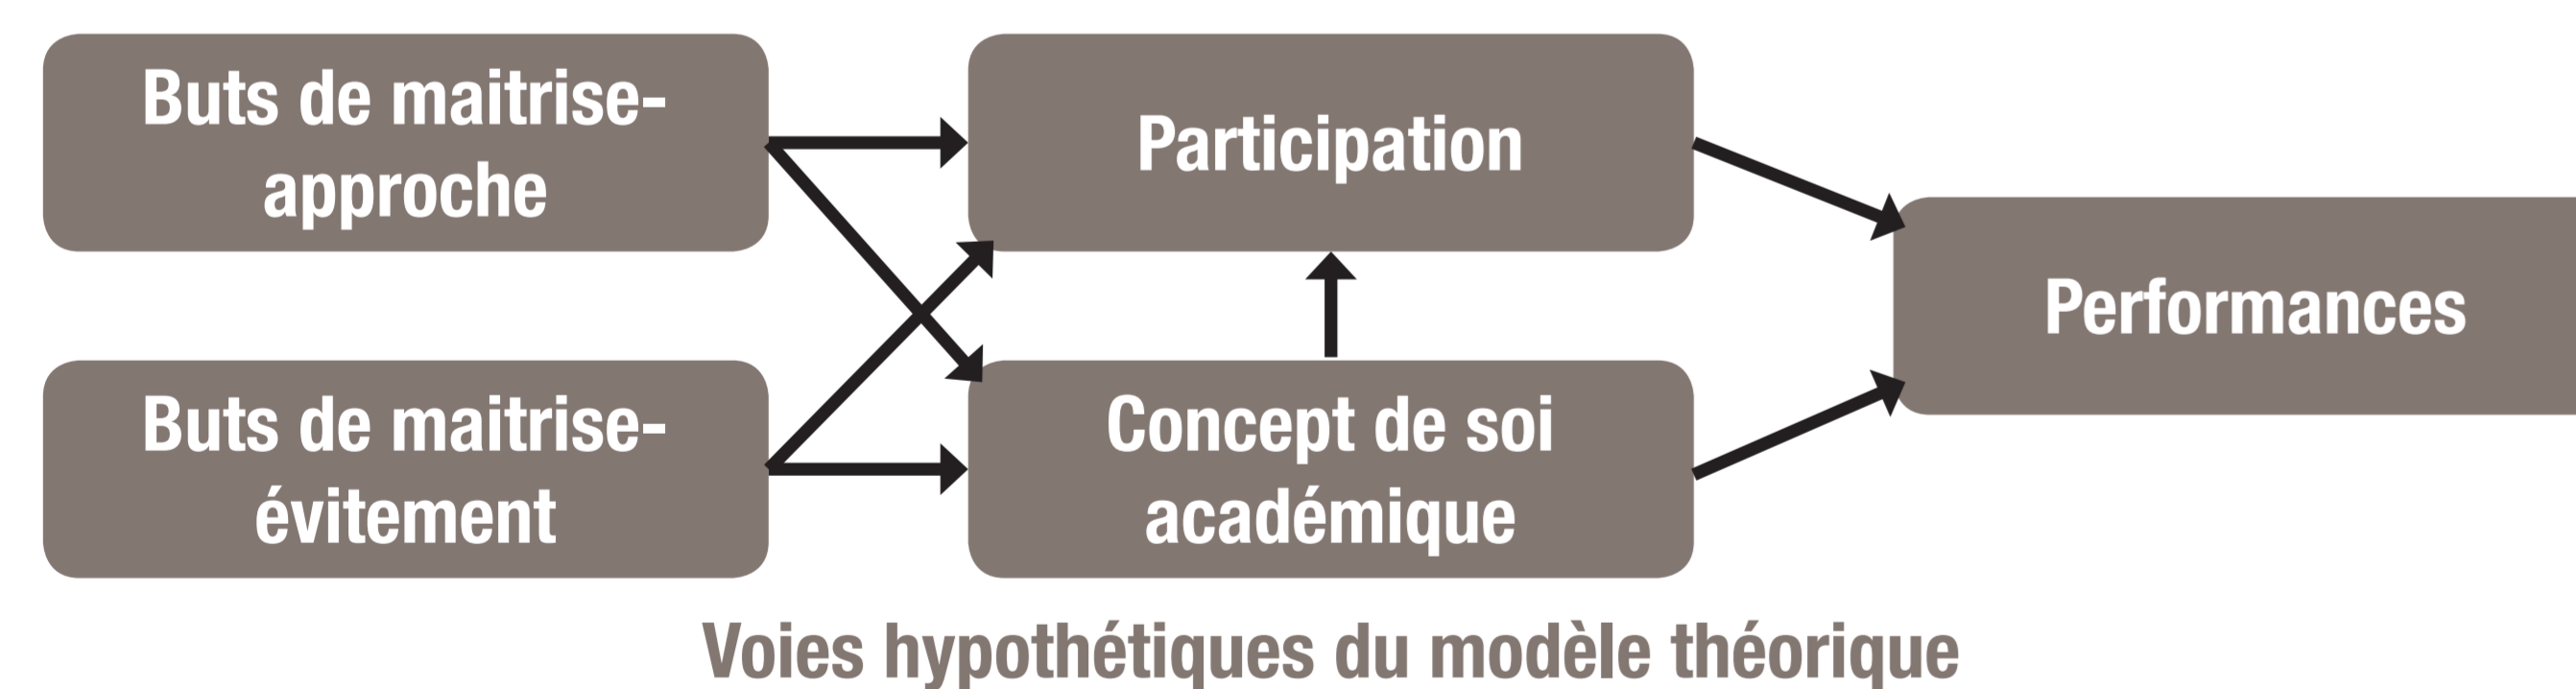 Buts de maitrise-
approche
Participation
Performances
Buts de maitrise-
évitement
Concept de soi
académique
Voies hypothétiques du modèle théorique